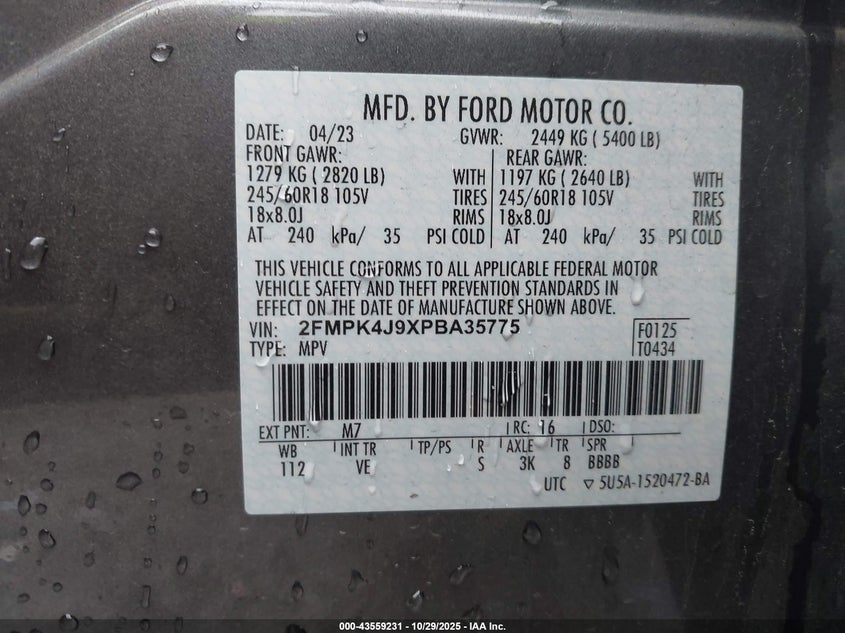 MFD. BY FORD MOTOR CO.
DATE: 04/23 GVWR: 2449 KG ( 5400 LB)
FRONT GAWR: REAR GAWR:
1279 KG ( 2820 LB) WITH 1197 KG ( 2640 LB) WITH
245/60R18 105V TIRES 245/60R18 105V TIRES
18x8.0J RIMS 18x8.0J RIMS
AT 240 kPa/ 35 PSI COLD AT 240 kPa/ 35 PSI COLD
THIS VEHICLE CONFORMS TO ALL APPLICABLE FEDERAL MOTOR
VEHICLE SAFETY AND THEFT PREVENTION STANDARDS IN
EFFECT ON THE DATE OF MANUFACTURE SHOWN ABOVE.
VIN: 2FMPK4J9XPBA35775 F0125
TYPE: MPV T0434
EXT PNT: M7 RC: 16 DSO:
WB INT TR TP/PS R AXLE TR SPR
112 VE S 3K 8 BBBB
UTC ▽ 5U5A-1520472-BA
000-43559231 - 10/29/2025 - IAA Inc.